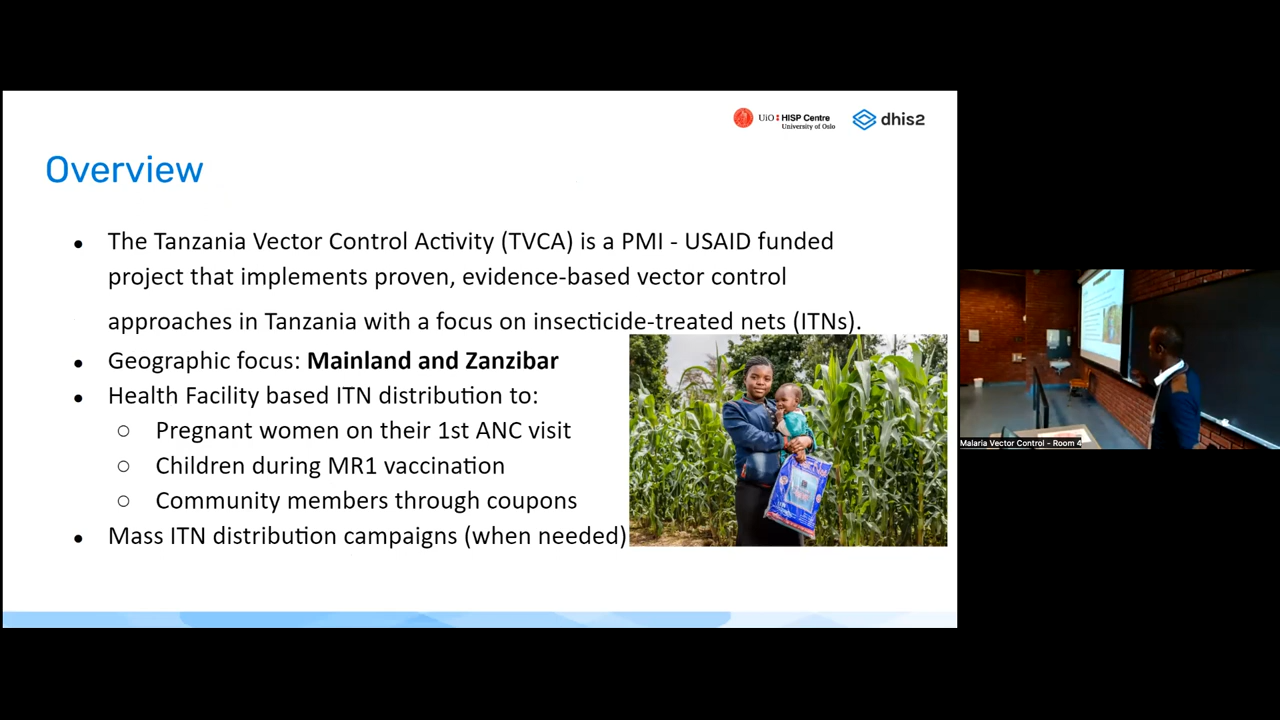 UiO : HISP Centre
University of Oslo
dhis2
Overview
● The Tanzania Vector Control Activity (TVCA) is a PMI - USAID funded
project that implements proven, evidence-based vector control
approaches in Tanzania with a focus on insecticide-treated nets (ITNs).
● Geographic focus: Mainland and Zanzibar
● Health Facility based ITN distribution to:
○ Pregnant women on their 1st ANC visit
○ Children during MR1 vaccination
○ Community members through coupons
● Mass ITN distribution campaigns (when needed)
Malaria Vector Control - Room 4